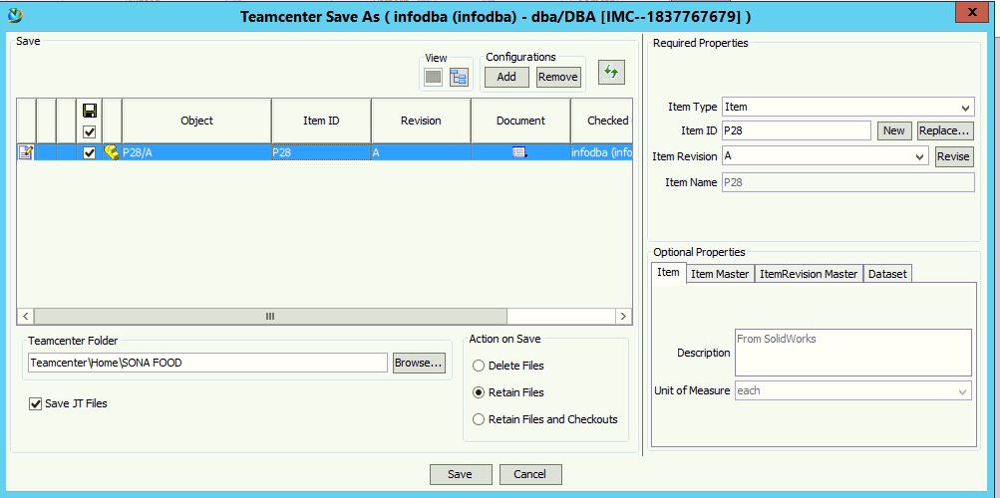 Teamcenter Save As ( infodba (infodba) - dba/DBA [IMC--1837767679] )
x
Save
View
Configurations
Add
Remove
Object
Item ID
Revision
Document
Checked
P28/A
P28
A
infodba (info
Teamcenter Folder
Teamcenter\Home\SONA FOOD
Browse...
Save JT Files
Action on Save
Delete Files
Retain Files
Retain Files and Checkouts
Required Properties
Item Type
Item
Item ID
P28
New
Replace...
Item Revision
A
Revise
Item Name
P28
Optional Properties
Item
Item Master
ItemRevision Master
Dataset
Description
From SolidWorks
Unit of Measure
each
Save
Cancel